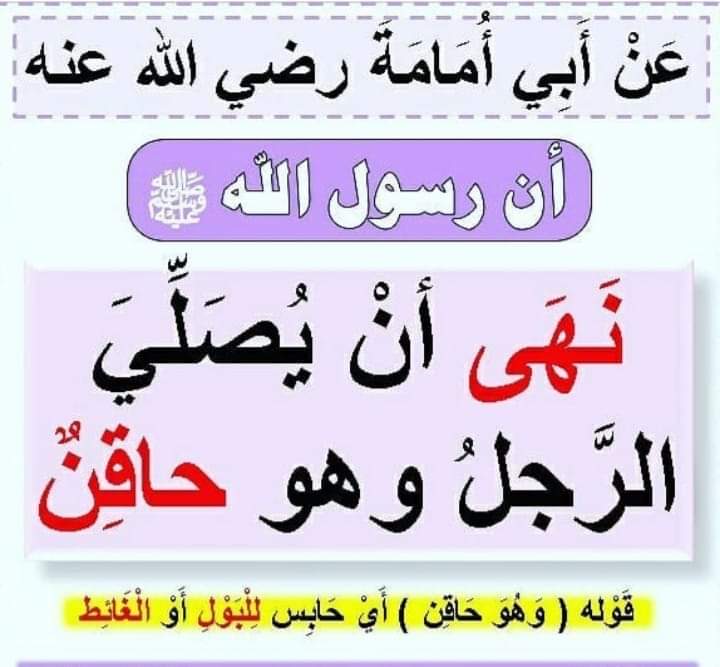 عَنْ أَبِي أُمَامَةَ رضي الله عنه
أن رسول الله ﷺ
نَهَى أنْ يُصَلِّيَ
الرَّجلُ وهو حاقِنٌ
قَوْله ( وَهُوَ حَاقِن ) أَيْ حَابِس لِلْبَوْلِ أَوْ الْغَائِط